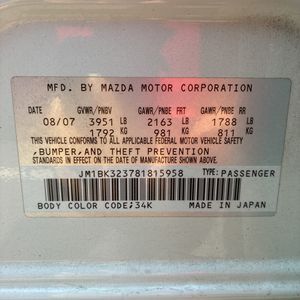 MFD. BY MAZDA MOTOR CORPORATION
GVWR/PNBV GAWR/PNBE FRT GAWR/PNBE RR
08/07 3951 LB 2163 LB 1788 LB
1792 KG 981 KG 811 KG
THIS VEHICLE CONFORMS TO ALL APPLICABLE FEDERAL MOTOR VEHICLE SAFETY
,BUMPER,AND THEFT PREVENTION
STANDARDS IN EFFECT ON THE DATE OF MANUFACTURE SHOWN ABOVE.
JM1BK323781815958 TYPE:PASSENGER
BODY COLOR CODE:34K MADE IN JAPAN